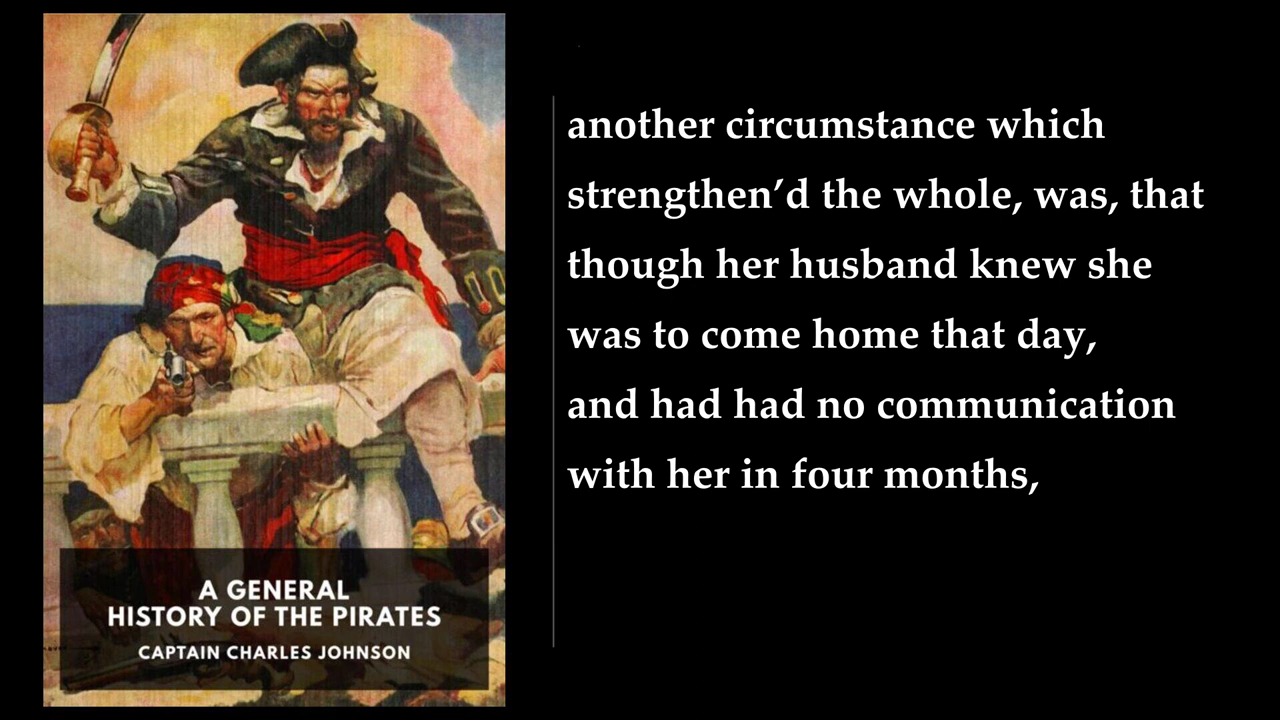 another circumstance which
strengthen’d the whole, was, that
though her husband knew she
was to come home that day,
and had had no communication
with her in four months,
A GENERAL
HISTORY OF THE PIRATES
CAPTAIN CHARLES JOHNSON